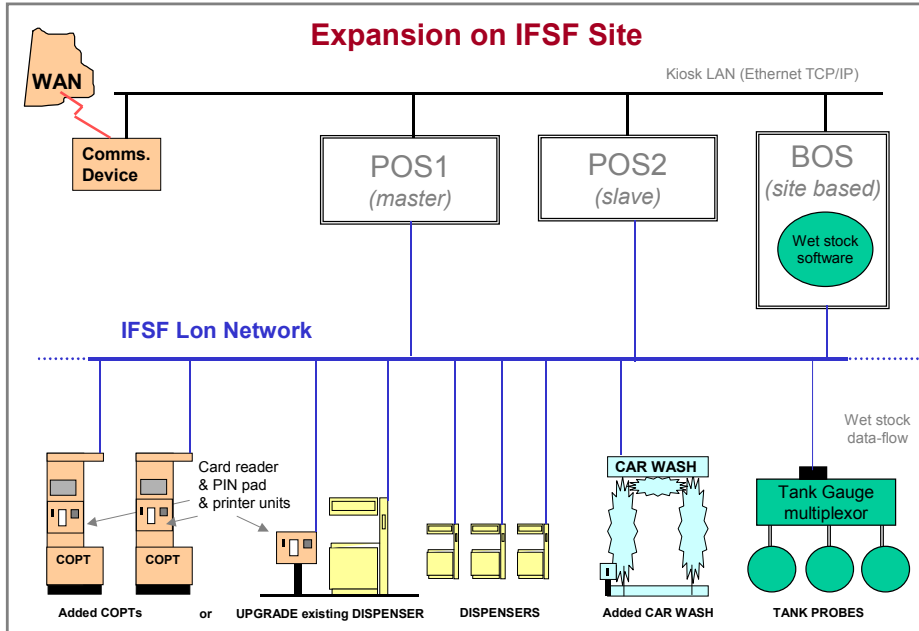 Expansion on IFSF Site
WAN
Kiosk LAN (Ethernet TCP/IP)
Comms.
Device
POS1
(master)
POS2
(slave)
BOS
(site based)
Wet stock
software
IFSF Lon Network
Wet stock
data-flow
Card reader
& PIN pad
& printer units
CAR WASH
Tank Gauge
multiplexor
COPT
COPT
Added COPTs
or
UPGRADE existing DISPENSER
DISPENSERS
Added CAR WASH
TANK PROBES